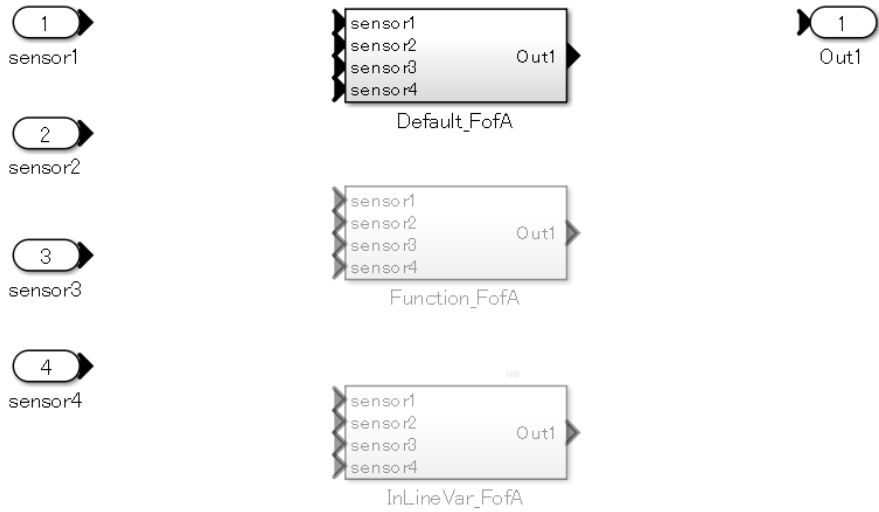 1
sensor1
2
sensor2
3
sensor3
4
sensor4
sensor1
sensor2
sensor3
sensor4
Out1
Default_FofA
sensor1
sensor2
sensor3
sensor4
Out1
Function_FofA
sensor1
sensor2
sensor3
sensor4
Out1
InLineVar_FofA
1
Out1